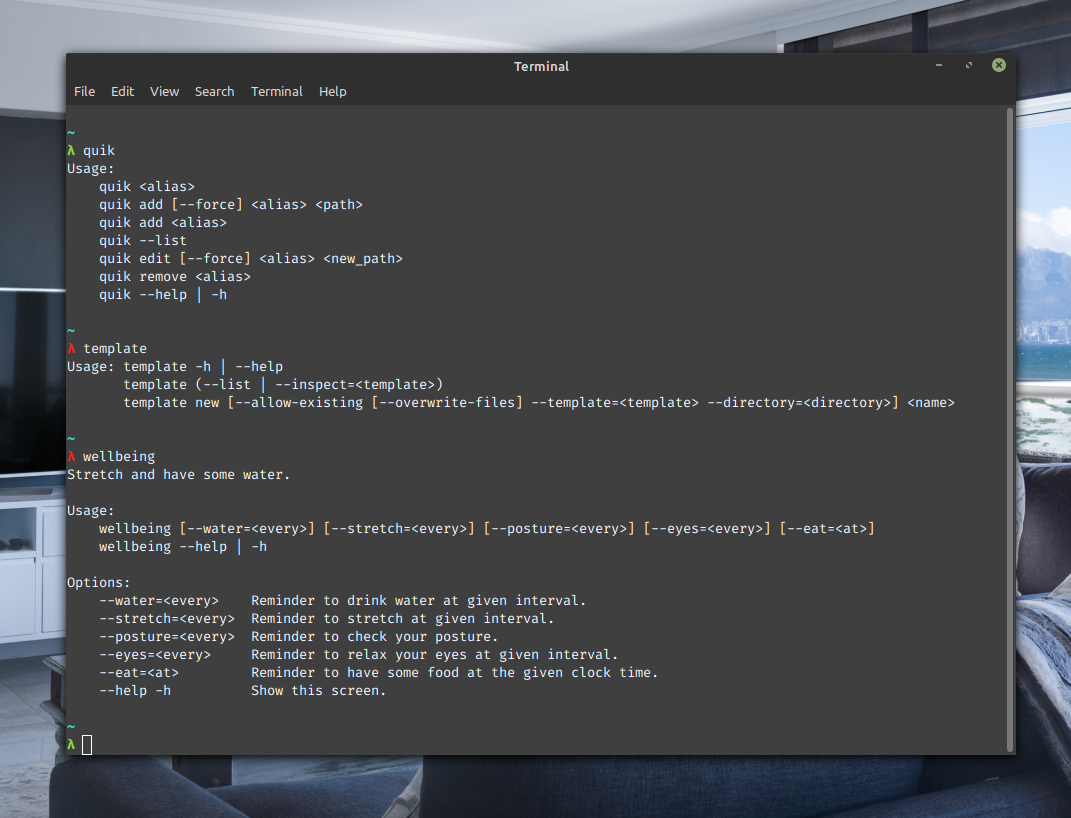 Terminal
File Edit View Search Terminal Help
~
λ quik
Usage:
    quik <alias>
    quik add [--force] <alias> <path>
    quik add <alias>
    quik --list
    quik edit [--force] <alias> <new_path>
    quik remove <alias>
    quik --help | -h
~
λ template
Usage: template -h | --help
       template (--list | --inspect=<template>)
       template new [--allow-existing [--overwrite-files] --template=<template> --directory=<directory>] <name>
~
λ wellbeing
Stretch and have some water.
Usage:
    wellbeing [--water=<every>] [--stretch=<every>] [--posture=<every>] [--eyes=<every>] [--eat=<at>]
    wellbeing --help | -h
Options:
    --water=<every>    Reminder to drink water at given interval.
    --stretch=<every>  Reminder to stretch at given interval.
    --posture=<every>  Reminder to check your posture.
    --eyes=<every>     Reminder to relax your eyes at given interval.
    --eat=<at>         Reminder to have some food at the given clock time.
    --help -h          Show this screen.
~
λ